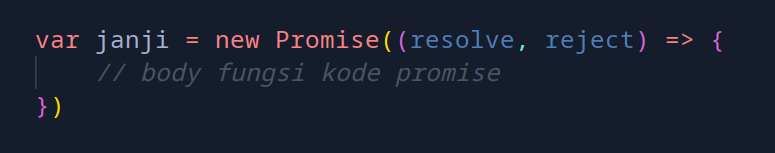 var janji = new Promise((resolve, reject) => {
// body fungsi kode promise
})